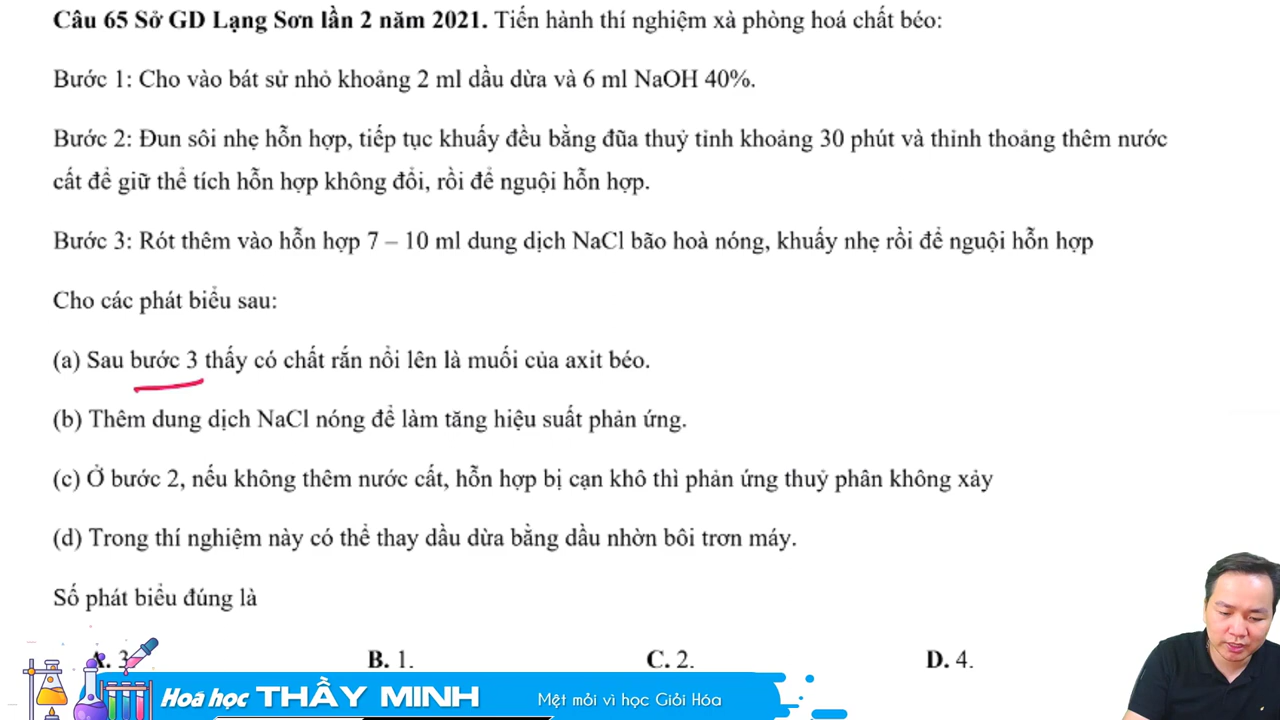 Câu 65 Sở GD Lạng Sơn lần 2 năm 2021. Tiến hành thí nghiệm xà phòng hoá chất béo:
Bước 1: Cho vào bát sứ nhỏ khoảng 2 ml dầu dừa và 6 ml NaOH 40%.
Bước 2: Đun sôi nhẹ hỗn hợp, tiếp tục khuấy đều bằng đũa thuỷ tinh khoảng 30 phút và thỉnh thoảng thêm nước
cất để giữ thể tích hỗn hợp không đổi, rồi để nguội hỗn hợp.
Bước 3: Rót thêm vào hỗn hợp 7 – 10 ml dung dịch NaCl bão hoà nóng, khuấy nhẹ rồi để nguội hỗn hợp
Cho các phát biểu sau:
(a) Sau bước 3 thấy có chất rắn nổi lên là muối của axit béo.
(b) Thêm dung dịch NaCl nóng để làm tăng hiệu suất phản ứng.
(c) Ở bước 2, nếu không thêm nước cất, hỗn hợp bị cạn khô thì phản ứng thuỷ phân không xảy
(d) Trong thí nghiệm này có thể thay dầu dừa bằng dầu nhờn bôi trơn máy.
Số phát biểu đúng là
A. 3 B. 1. C. 2. D. 4.
Hoá học THẦY MINH Mệt mỏi vì học Giỏi Hóa